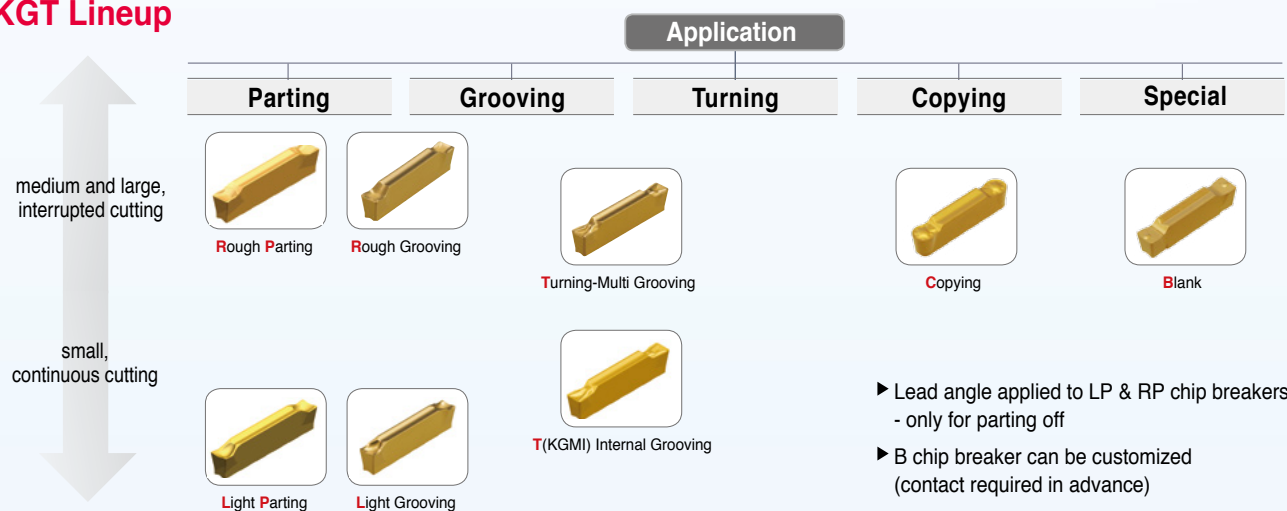 KGT Lineup
Application
Parting
Grooving
Turning
Copying
Special
medium and large,
interrupted cutting
Rough Parting
Rough Grooving
Turning-Multi Grooving
Copying
Blank
small,
continuous cutting
T(KGMI) Internal Grooving
Light Parting
Light Grooving
▶ Lead angle applied to LP & RP chip breakers
- only for parting off
▶ B chip breaker can be customized
(contact required in advance)